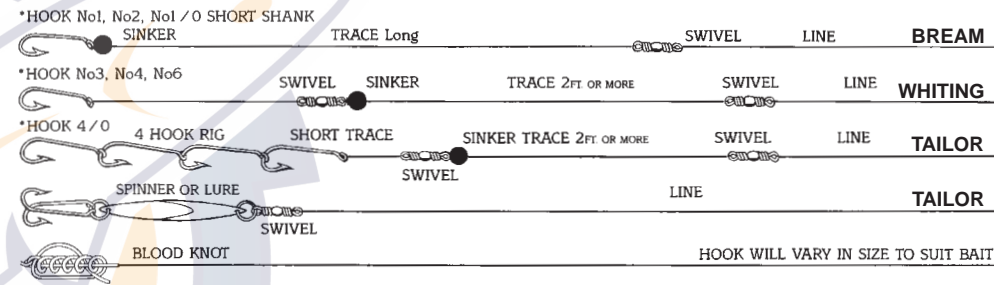 *HOOK No1, No2, No1/0 SHORT SHANK
SINKER TRACE Long SWIVEL LINE BREAM
*HOOK No3, No4, No6
SWIVEL SINKER TRACE 2FT. OR MORE SWIVEL LINE WHITING
*HOOK 4/0
4 HOOK RIG SHORT TRACE SINKER TRACE 2FT. OR MORE SWIVEL LINE TAILOR
SWIVEL
SPINNER OR LURE LINE TAILOR
SWIVEL
BLOOD KNOT HOOK WILL VARY IN SIZE TO SUIT BAIT